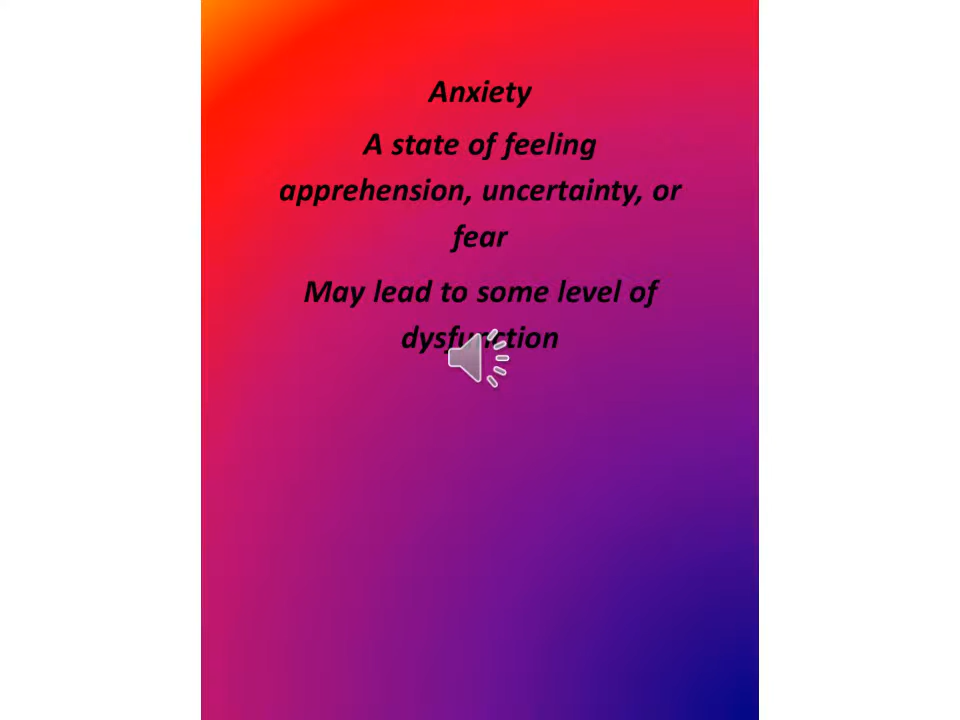 Anxiety
A state of feeling
apprehension, uncertainty, or
fear
May lead to some level of
dysfunction